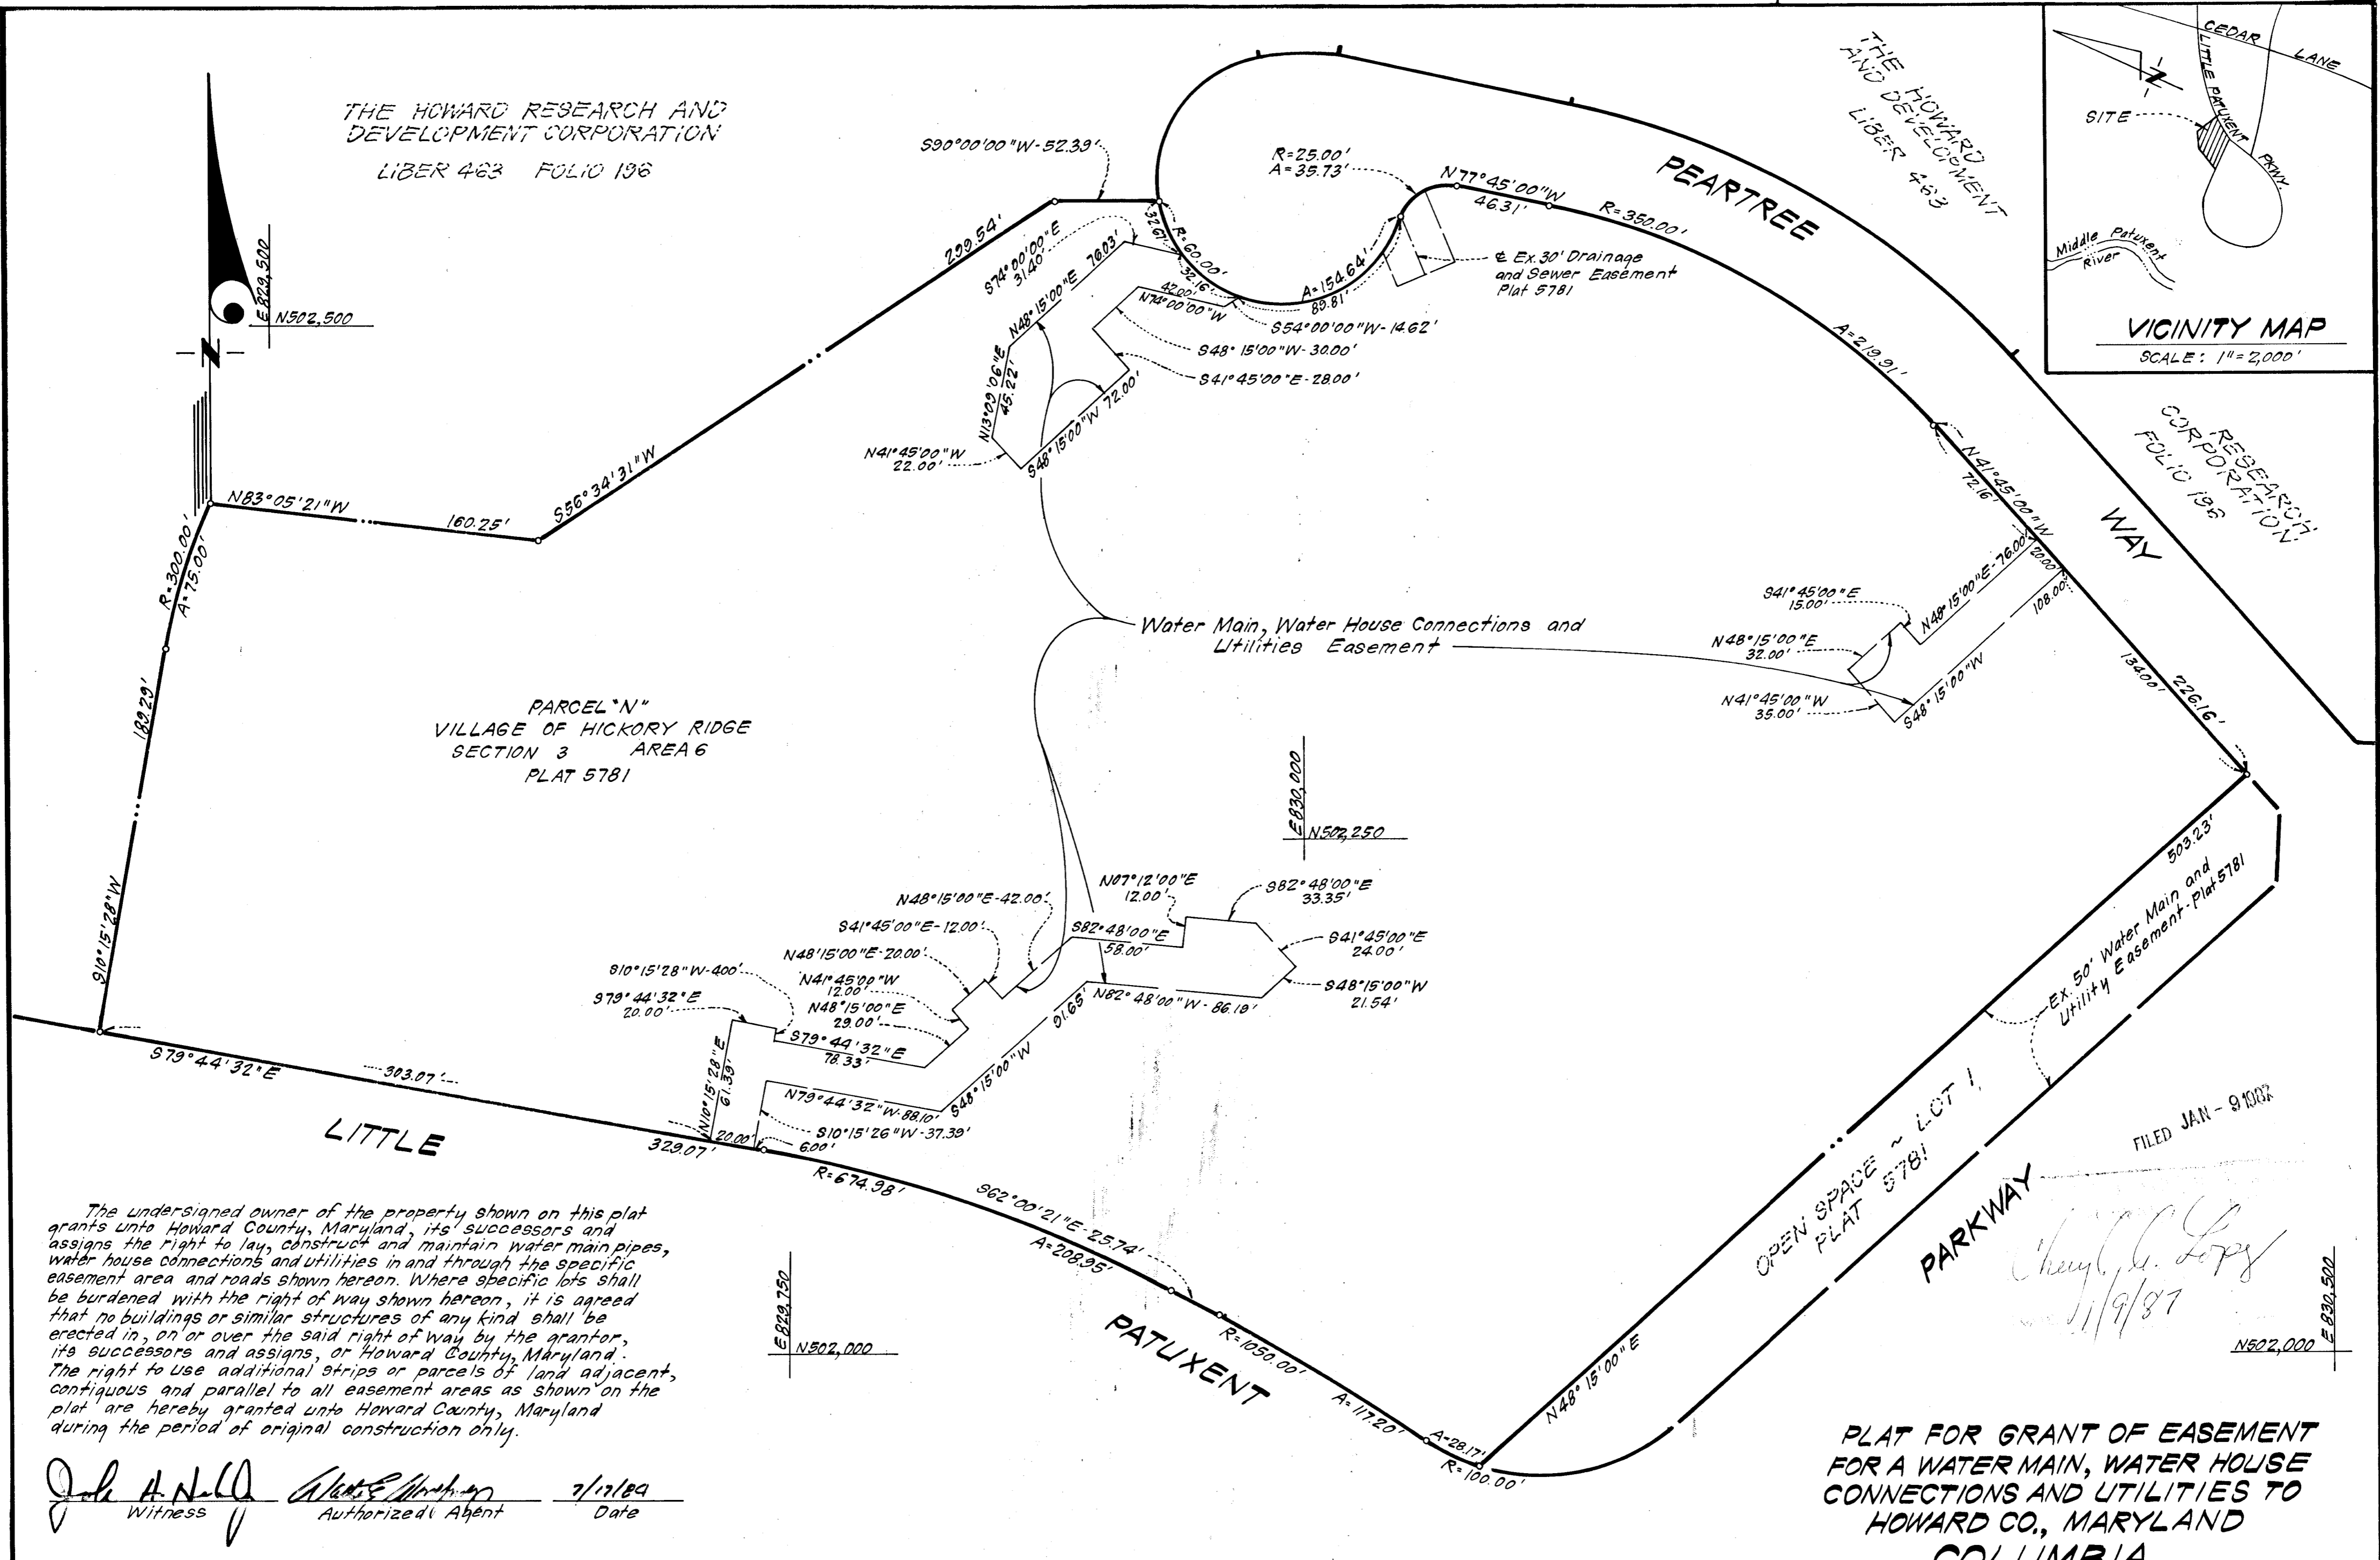 THE HOWARD RESEARCH AND
DEVELOPMENT CORPORATION
LIBER 463 FOLIO 196
E 829,500
N502,500
N
S90°00'00"W-52.39'
R=25.00'
A=35.73'
N77°45'00"W
46.31'
R=350.00'
A=219.91'
PEARTREE
WAY
THE HOWARD
AND DEVELOPMENT
LIBER 463
RESEARCH
CORPORATION
FOLIO 196
CEDAR LANE
LITTLE PATUXENT PKWY.
N
SITE
Middle Patuxent
River
VICINITY MAP
SCALE: 1"=2,000'
299.54'
S56°34'31"W
N83°05'21"W
160.25'
R=300.00'
A=75.00'
189.29'
S10°15'28"W
S74°00'00"E
31.40'
N48°15'00"E 76.03'
32.67'
R=60.00'
32.16'
A=154.64'
89.81'
42.00'
N74°00'00"W
¢ Ex. 30' Drainage
and Sewer Easement
Plat 5781
S54°00'00"W-14.62'
S48°15'00"W-30.00'
S41°45'00"E-28.00'
N13°09'06"E
45.22'
N41°45'00"W
22.00'
S48°15'00"W 72.00'
N41°45'00"W
72.16'
N48°15'00"E-76.00'
20.00'
108.00'
S41°45'00"E
15.00'
N48°15'00"E
32.00'
N41°45'00"W
35.00'
S48°15'00"W
134.00'
226.16'
Water Main, Water House Connections and
Utilities Easement
PARCEL "N"
VILLAGE OF HICKORY RIDGE
SECTION 3 AREA 6
PLAT 5781
E 830,000
N502,250
503.23'
Ex. 50' Water Main and
Utility Easement-Plat 5781
N48°15'00"E-42.00'
S41°45'00"E-12.00'
N48°15'00"E-20.00'
N41°45'00"W
12.00'
N48°15'00"E
29.00'
S10°15'28"W-400'
S79°44'32"E
20.00'
S79°44'32"E
78.33'
N07°12'00"E
12.00'
S82°48'00"E
33.35'
S82°48'00"E
58.00'
S41°45'00"E
24.00'
S48°15'00"W
21.54'
N82°48'00"W-86.19'
91.65'
S48°15'00"W
N10°15'28"E
61.39'
N79°44'32"W-88.10'
S10°15'26"W-37.39'
20.00'
6.00'
S79°44'32"E
303.07'
329.07'
LITTLE
PATUXENT
PARKWAY
R=674.98'
A=208.95'
S62°00'21"E-25.74'
R=1050.00'
A=117.20'
A=28.17'
R=100.00'
N48°15'00"E
OPEN SPACE ~ LOT 1,
PLAT 5781
FILED JAN-9 1987
Cheryl A. Lopez
1/9/87
E 829,750
N502,000
E 830,500
N502,000
The undersigned owner of the property shown on this plat
grants unto Howard County, Maryland, its successors and
assigns the right to lay, construct and maintain water main pipes,
water house connections and utilities in and through the specific
easement area and roads shown hereon. Where specific lots shall
be burdened with the right of way shown hereon, it is agreed
that no buildings or similar structures of any kind shall be
erected in, on or over the said right of way by the grantor,
its successors and assigns, or Howard County, Maryland.
The right to use additional strips or parcels of land adjacent,
contiguous and parallel to all easement areas as shown on the
plat are hereby granted unto Howard County, Maryland
during the period of original construction only.
Witness
Authorized Agent
Date
PLAT FOR GRANT OF EASEMENT
FOR A WATER MAIN, WATER HOUSE
CONNECTIONS AND UTILITIES TO
HOWARD CO., MARYLAND
COLUMBIA